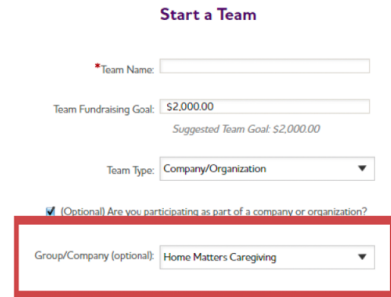 Start a Team
*Team Name:
Team Fundraising Goal: $2,000.00
Suggested Team Goal: $2,000.00
Team Type: Company/Organization
(Optional) Are you participating as part of a company or organization?
Group/Company (optional): Home Matters Caregiving